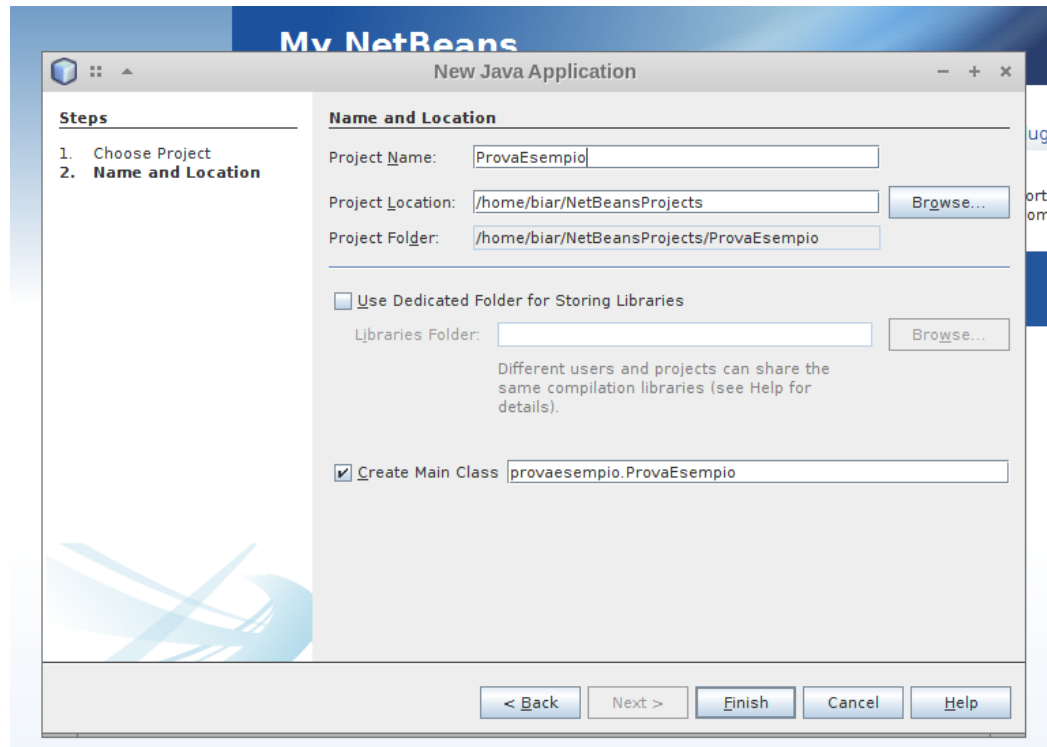 My NetBeans
New Java Application
Steps
1. Choose Project
2. Name and Location
Name and Location
Project Name: ProvaEsempio
Project Location: /home/biar/NetBeansProjects Browse...
Project Folder: /home/biar/NetBeansProjects/ProvaEsempio
Use Dedicated Folder for Storing Libraries
Libraries Folder: Browse...
Different users and projects can share the
same compilation libraries (see Help for
details).
Create Main Class provaesempio.ProvaEsempio
< Back Next > Finish Cancel Help